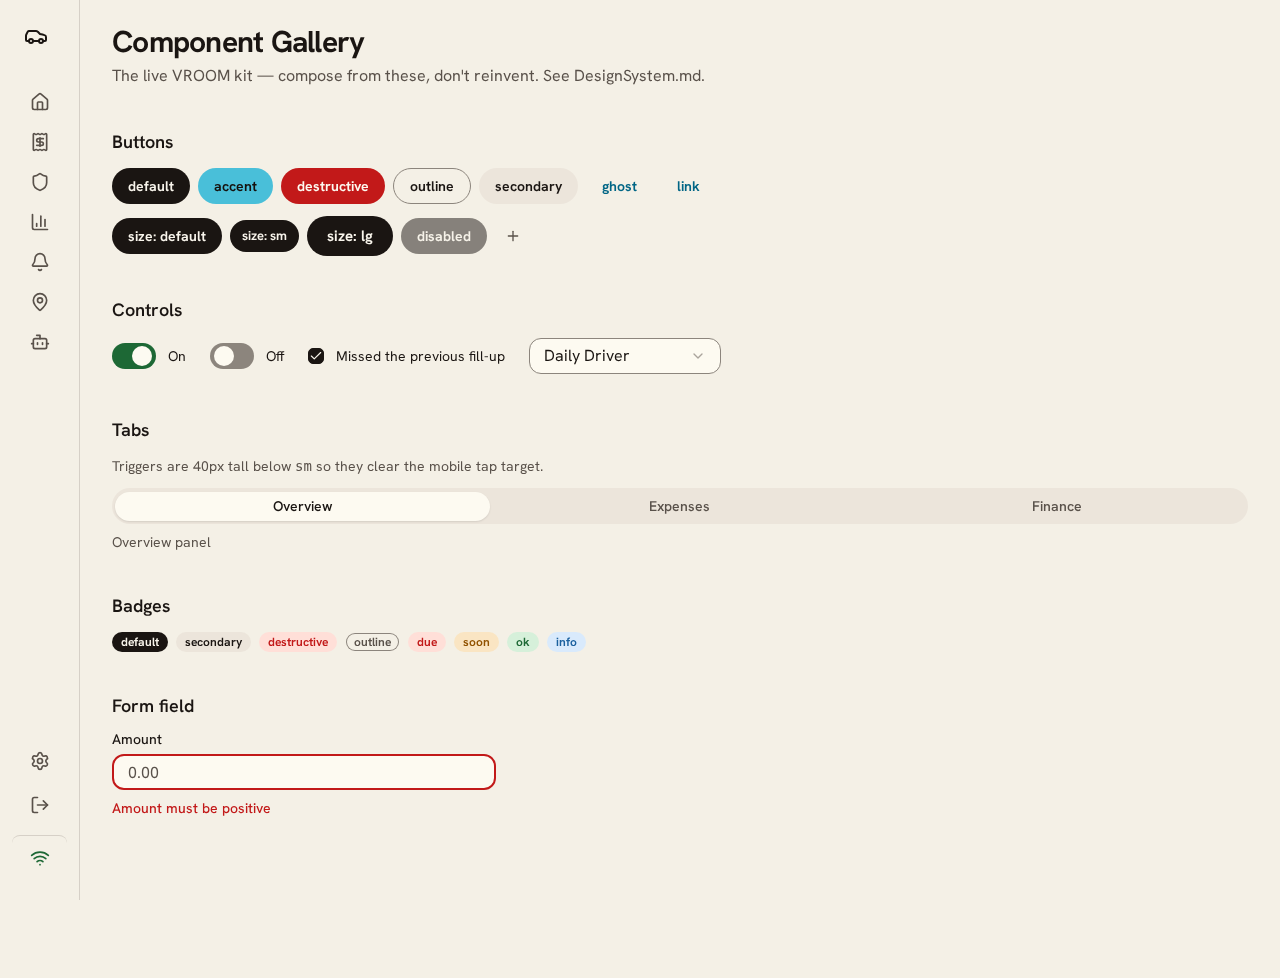 Component Gallery
The live VROOM kit — compose from these, don't reinvent. See DesignSystem.md.
Buttons
default accent destructive outline secondary ghost link
size: default size: sm size: lg disabled
Controls
On Off Missed the previous fill-up Daily Driver
Tabs
Triggers are 40px tall below sm so they clear the mobile tap target.
Overview Expenses Finance
Overview panel
Badges
default secondary destructive outline due soon ok info
Form field
Amount
0.00
Amount must be positive